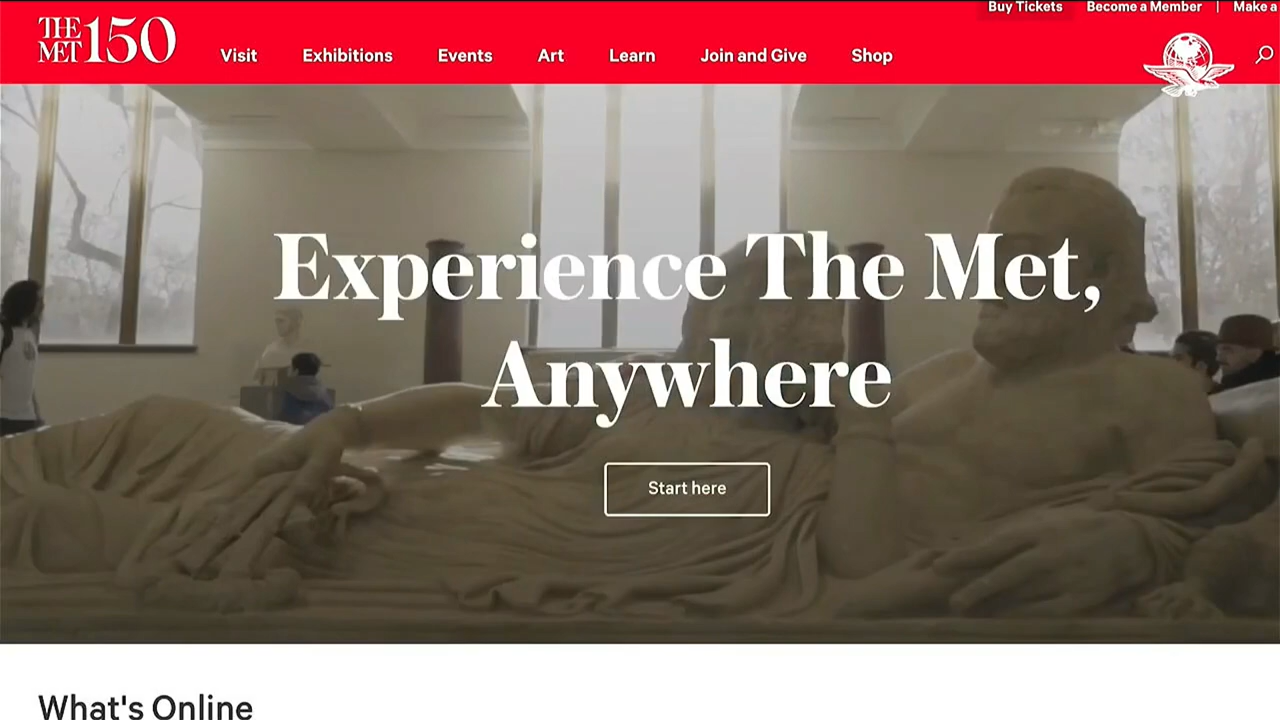 Buy Tickets Become a Member | Make a
THE
MET 150
Visit Exhibitions Events Art Learn Join and Give Shop
Experience The Met,
Anywhere
Start here
What's Online